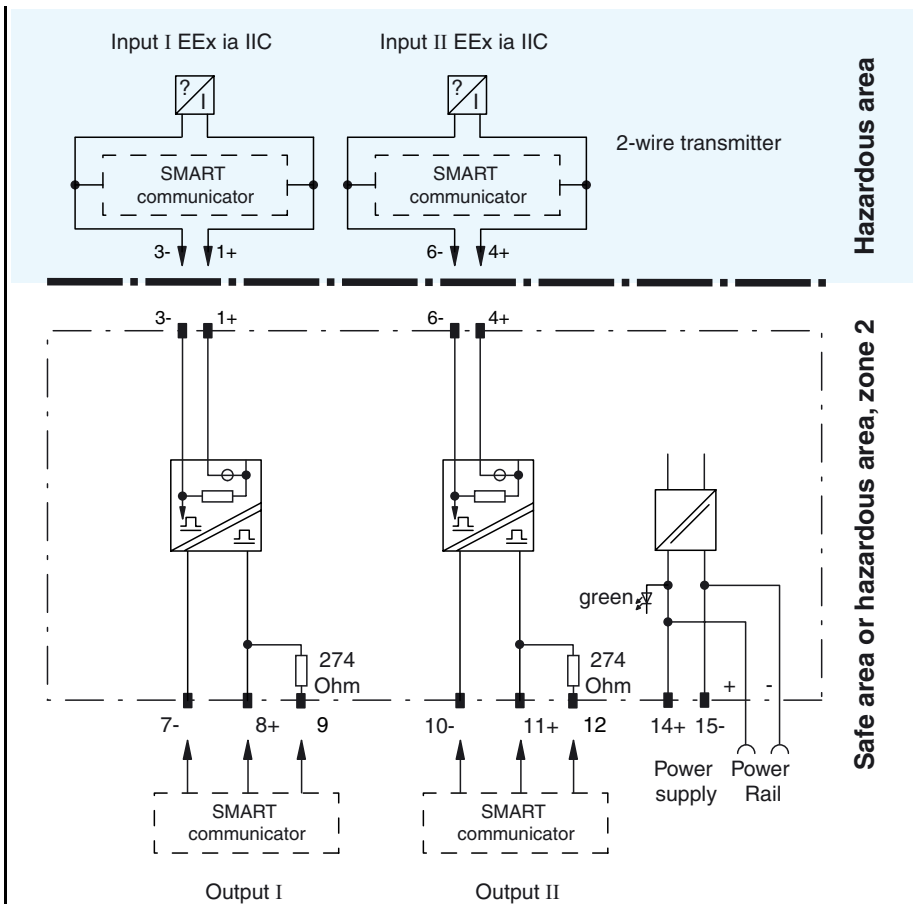 Input I EEx ia IIC
Input II EEx ia IIC
? I
? I
2-wire transmitter
SMART
communicator
SMART
communicator
3- 1+
6- 4+
Hazardous area
3- 1+
6- 4+
green
274
Ohm
274
Ohm
+ -
7- 8+ 9
10- 11+ 12
14+ 15-
Power
supply
Power
Rail
SMART
communicator
SMART
communicator
Output I
Output II
Safe area or hazardous area, zone 2